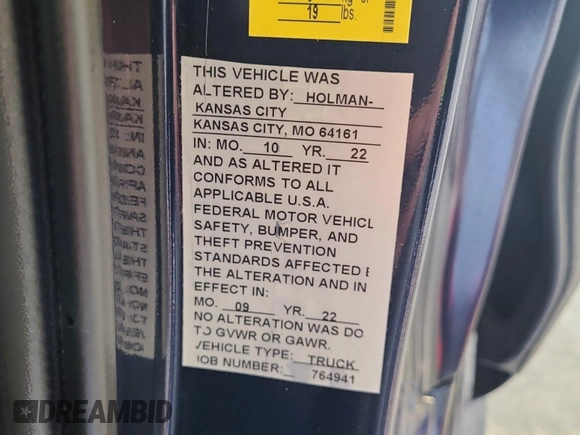 19 lbs.
THIS VEHICLE WAS
ALTERED BY: HOLMAN-
KANSAS CITY
KANSAS CITY, MO 64161
IN: MO. 10 YR. 22
AND AS ALTERED IT
CONFORMS TO ALL
APPLICABLE U.S.A.
FEDERAL MOTOR VEHICL
SAFETY, BUMPER, AND
THEFT PREVENTION
STANDARDS AFFECTED
THE ALTERATION AND IN
EFFECT IN:
MO. 09 YR. 22
NO ALTERATION WAS DO
TO GVWR OR GAWR.
VEHICLE TYPE: TRUCK
JOB NUMBER: 764941
DREAMBID